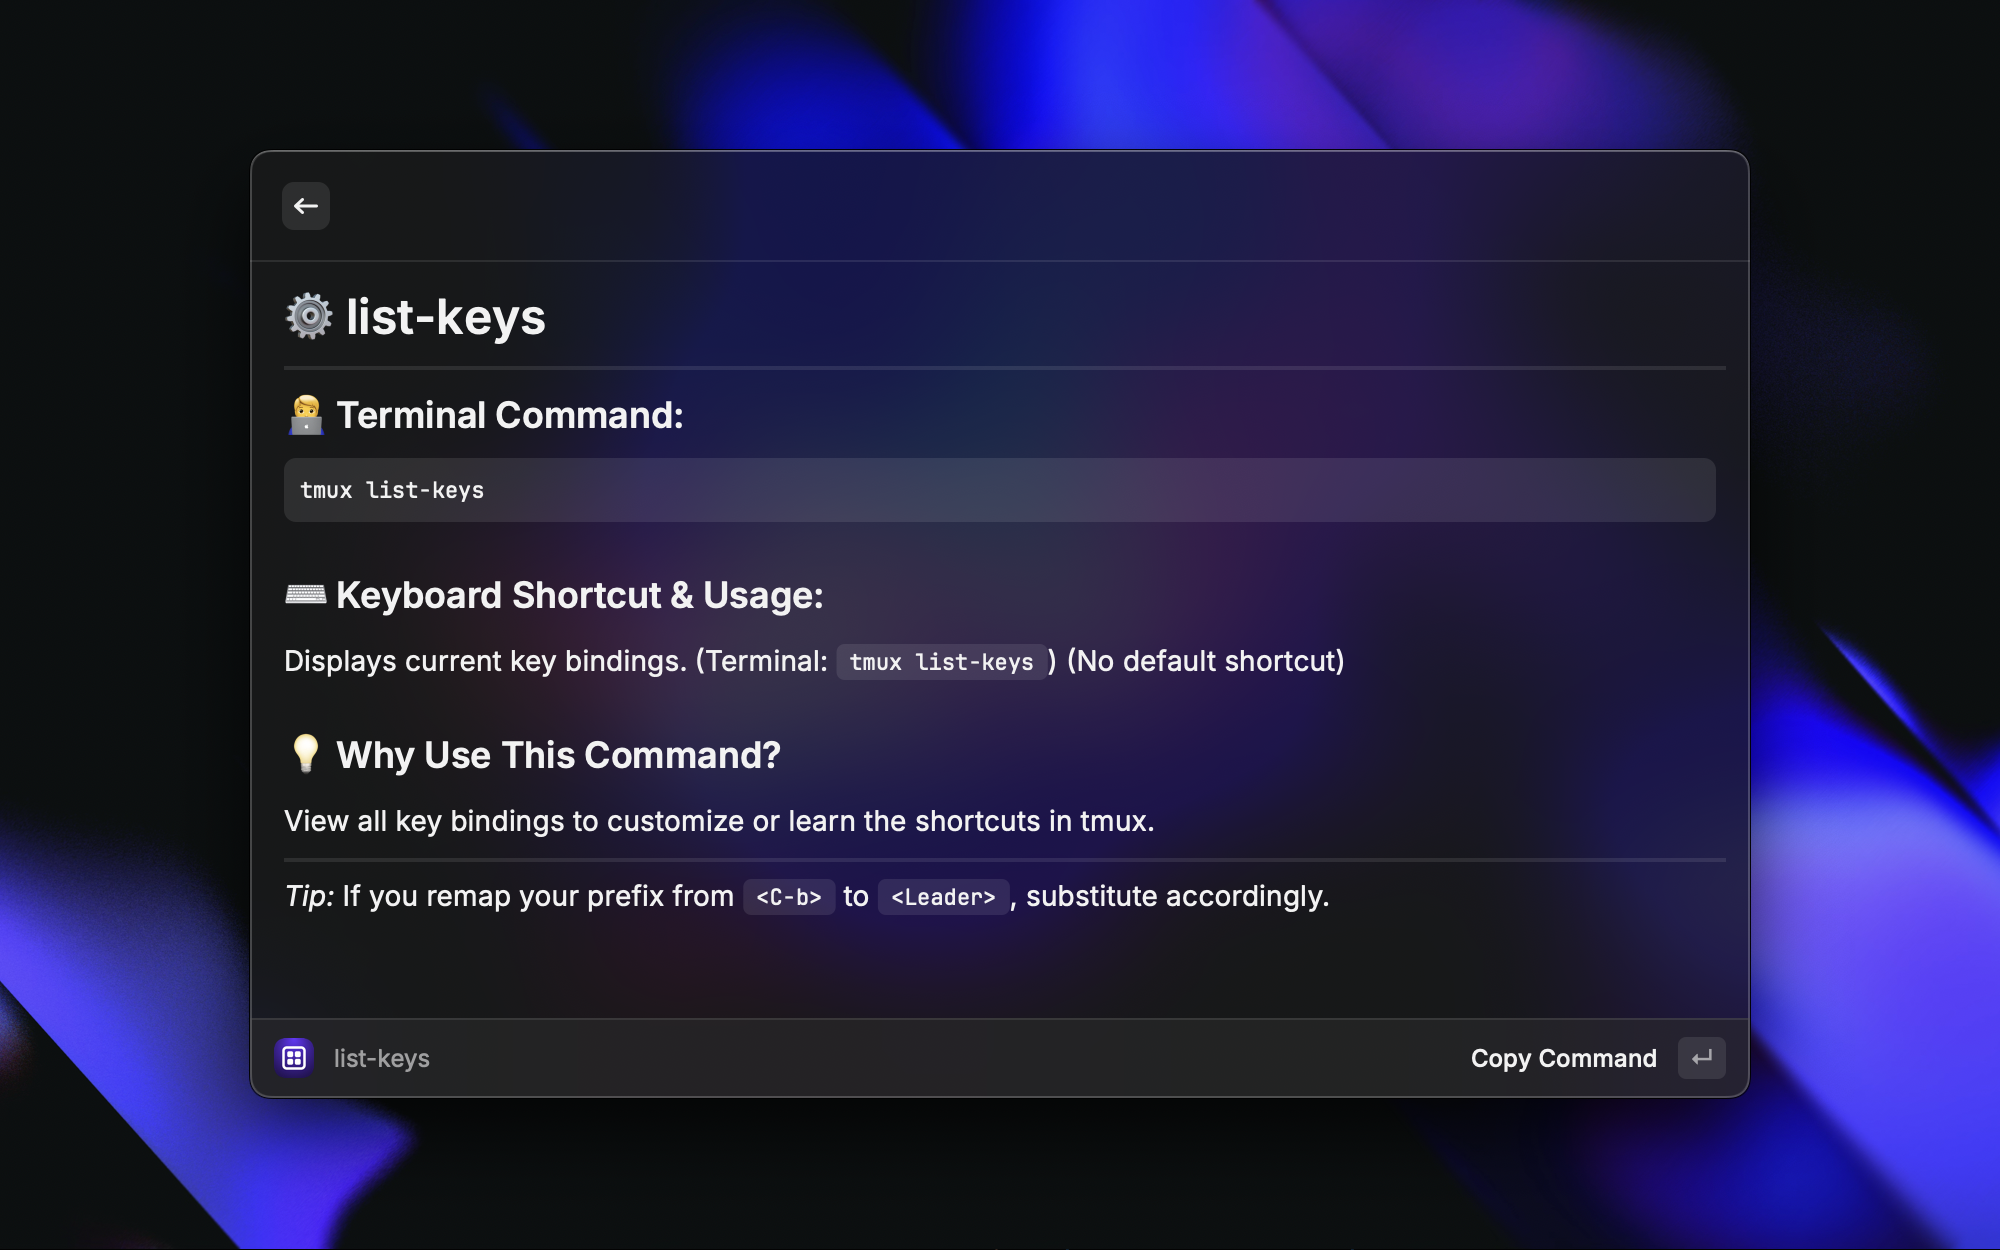 list-keys
Terminal Command:
tmux list-keys
Keyboard Shortcut & Usage:
Displays current key bindings. (Terminal: tmux list-keys) (No default shortcut)
Why Use This Command?
View all key bindings to customize or learn the shortcuts in tmux.
Tip: If you remap your prefix from <C-b> to <Leader>, substitute accordingly.
list-keys
Copy Command